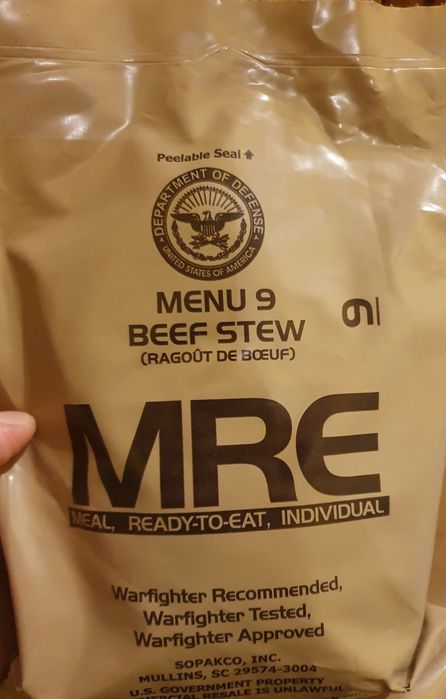 Peelable Seal ↑
DEPARTMENT OF DEFENSE
UNITED STATES OF AMERICA
MENU 9
BEEF STEW
(RAGOÛT DE BŒUF)
9
MRE
MEAL, READY-TO-EAT, INDIVIDUAL
Warfighter Recommended,
Warfighter Tested,
Warfighter Approved
SOPAKCO, INC.
MULLINS, SC 29574-3004
U.S. GOVERNMENT PROPERTY
COMMERCIAL RESALE IS UNLAWFUL